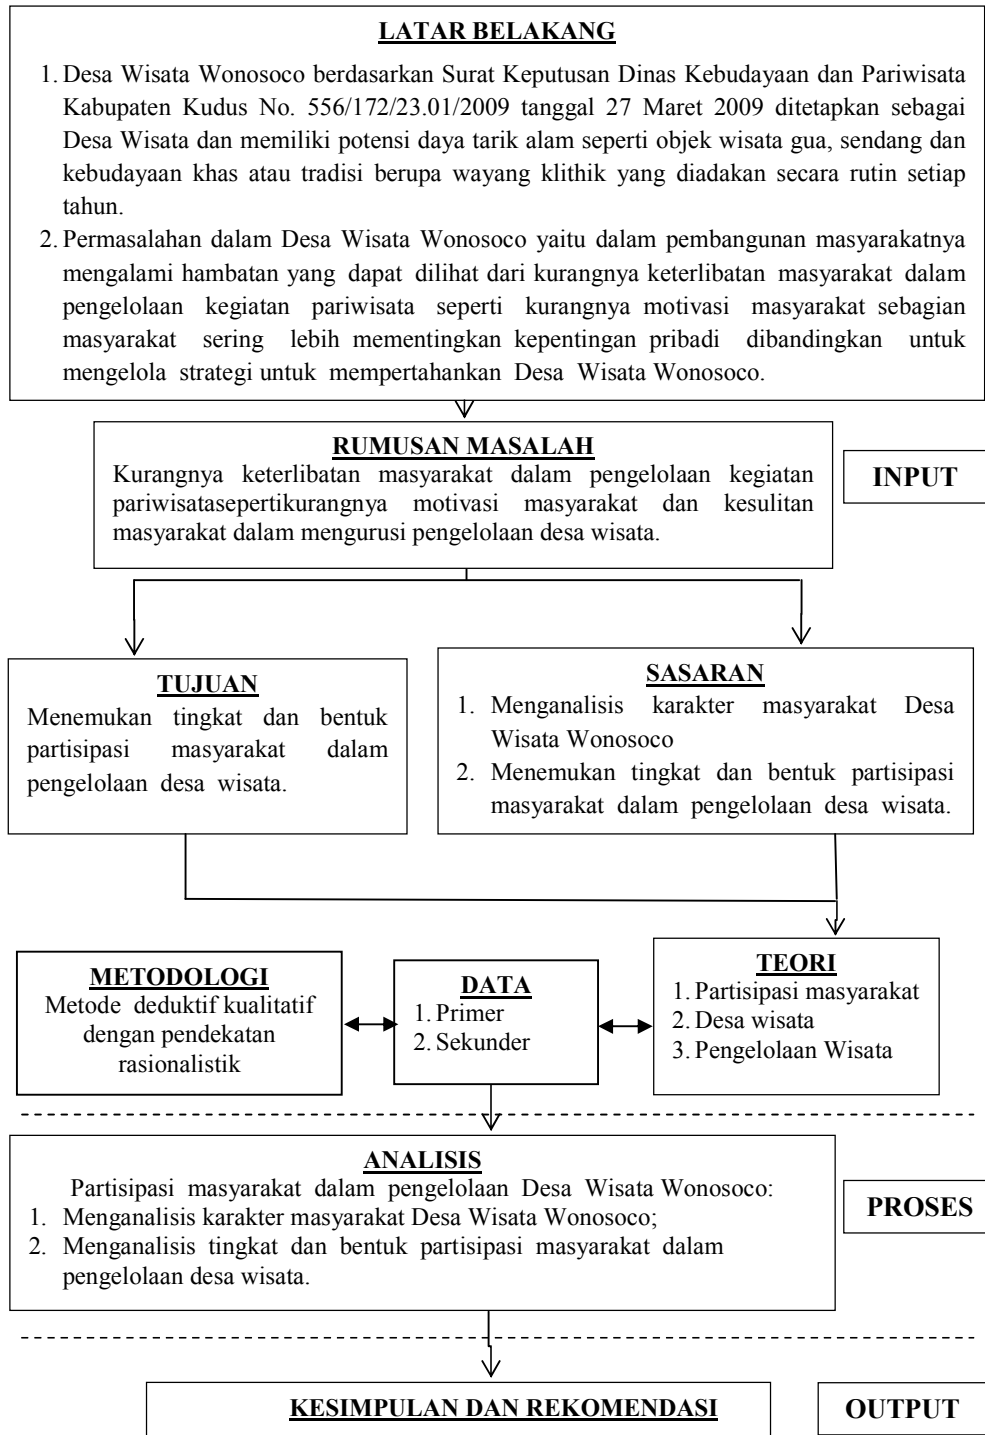 LATAR BELAKANG
1. Desa Wisata Wonosoco berdasarkan Surat Keputusan Dinas Kebudayaan dan Pariwisata
Kabupaten Kudus No. 556/172/23.01/2009 tanggal 27 Maret 2009 ditetapkan sebagai
Desa Wisata dan memiliki potensi daya tarik alam seperti objek wisata gua, sendang dan
kebudayaan khas atau tradisi berupa wayang klithik yang diadakan secara rutin setiap
tahun.
2. Permasalahan dalam Desa Wisata Wonosoco yaitu dalam pembangunan masyarakatnya
mengalami hambatan yang dapat dilihat dari kurangnya keterlibatan masyarakat dalam
pengelolaan kegiatan pariwisata seperti kurangnya motivasi masyarakat sebagian
masyarakat sering lebih mementingkan kepentingan pribadi dibandingkan untuk
mengelola strategi untuk mempertahankan Desa Wisata Wonosoco.
RUMUSAN MASALAH
Kurangnya keterlibatan masyarakat dalam pengelolaan kegiatan
pariwisatasepertikurangnya motivasi masyarakat dan kesulitan
masyarakat dalam mengurusi pengelolaan desa wisata.
INPUT
TUJUAN
Menemukan tingkat dan bentuk
partisipasi masyarakat dalam
pengelolaan desa wisata.
SASARAN
1. Menganalisis karakter masyarakat Desa
Wisata Wonosoco
2. Menemukan tingkat dan bentuk partisipasi
masyarakat dalam pengelolaan desa wisata.
METODOLOGI
Metode deduktif kualitatif
dengan pendekatan
rasionalistik
DATA
1. Primer
2. Sekunder
TEORI
1. Partisipasi masyarakat
2. Desa wisata
3. Pengelolaan Wisata
ANALISIS
Partisipasi masyarakat dalam pengelolaan Desa Wisata Wonosoco:
1. Menganalisis karakter masyarakat Desa Wisata Wonosoco;
2. Menganalisis tingkat dan bentuk partisipasi masyarakat dalam
pengelolaan desa wisata.
PROSES
KESIMPULAN DAN REKOMENDASI
OUTPUT